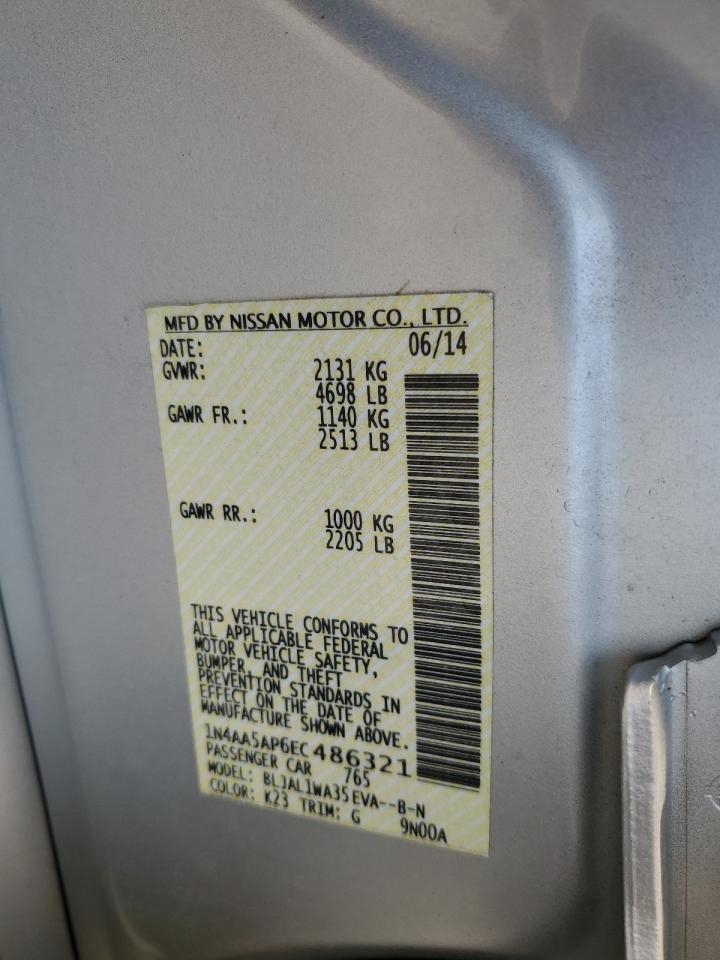 MFD BY NISSAN MOTOR CO., LTD.
DATE: 06/14
GVWR: 2131 KG
4698 LB
GAWR FR.: 1140 KG
2513 LB
GAWR RR.: 1000 KG
2205 LB
THIS VEHICLE CONFORMS TO
ALL APPLICABLE FEDERAL
MOTOR VEHICLE SAFETY,
BUMPER, AND THEFT
PREVENTION STANDARDS IN
EFFECT ON THE DATE OF
MANUFACTURE SHOWN ABOVE.
1N4AA5AP6EC486321
PASSENGER CAR 765
MODEL: BLJAL1WA35EVA--B-N
COLOR: K23 TRIM: G 9N00A